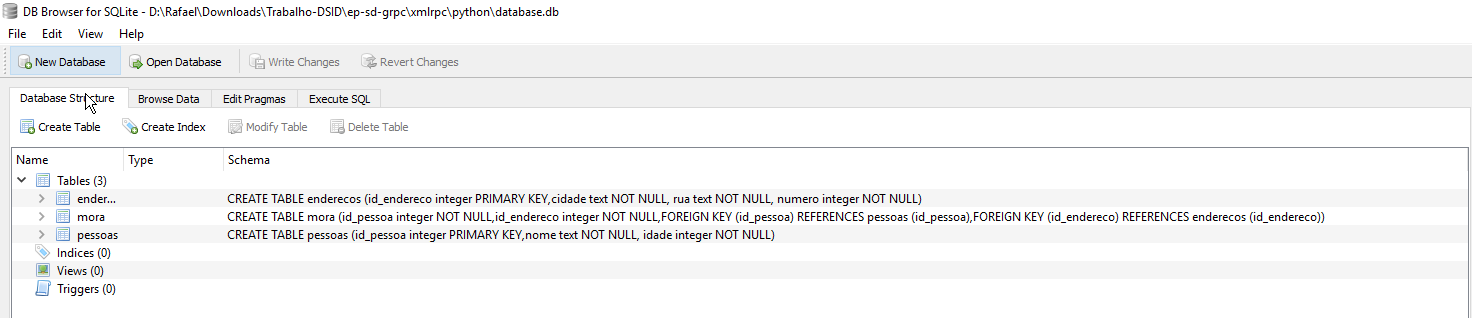 DB Browser for SQLite - D:\Rafael\Downloads\Trabalho-DSID\ep-sd-grpc\xmlrpc\python\database.db
File Edit View Help
New Database Open Database Write Changes Revert Changes
Database Structure Browse Data Edit Pragmas Execute SQL
Create Table Create Index Modify Table Delete Table
Name Type Schema
Tables (3)
ender... CREATE TABLE enderecos (id_endereco integer PRIMARY KEY,cidade text NOT NULL, rua text NOT NULL, numero integer NOT NULL)
mora CREATE TABLE mora (id_pessoa integer NOT NULL,id_endereco integer NOT NULL,FOREIGN KEY (id_pessoa) REFERENCES pessoas (id_pessoa),FOREIGN KEY (id_endereco) REFERENCES enderecos (id_endereco))
pessoas CREATE TABLE pessoas (id_pessoa integer PRIMARY KEY,nome text NOT NULL, idade integer NOT NULL)
Indices (0)
Views (0)
Triggers (0)